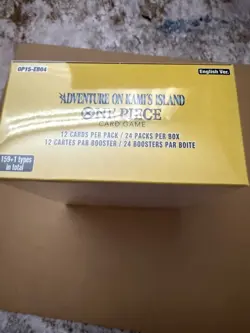 OP15-EB04
English Ver.
ADVENTURE ON KAMI'S ISLAND
ONE PIECE
CARD GAME
12 CARDS PER PACK / 24 PACKS PER BOX
12 CARTES PAR BOOSTER / 24 BOOSTERS PAR BOITE
159+1 types
in total